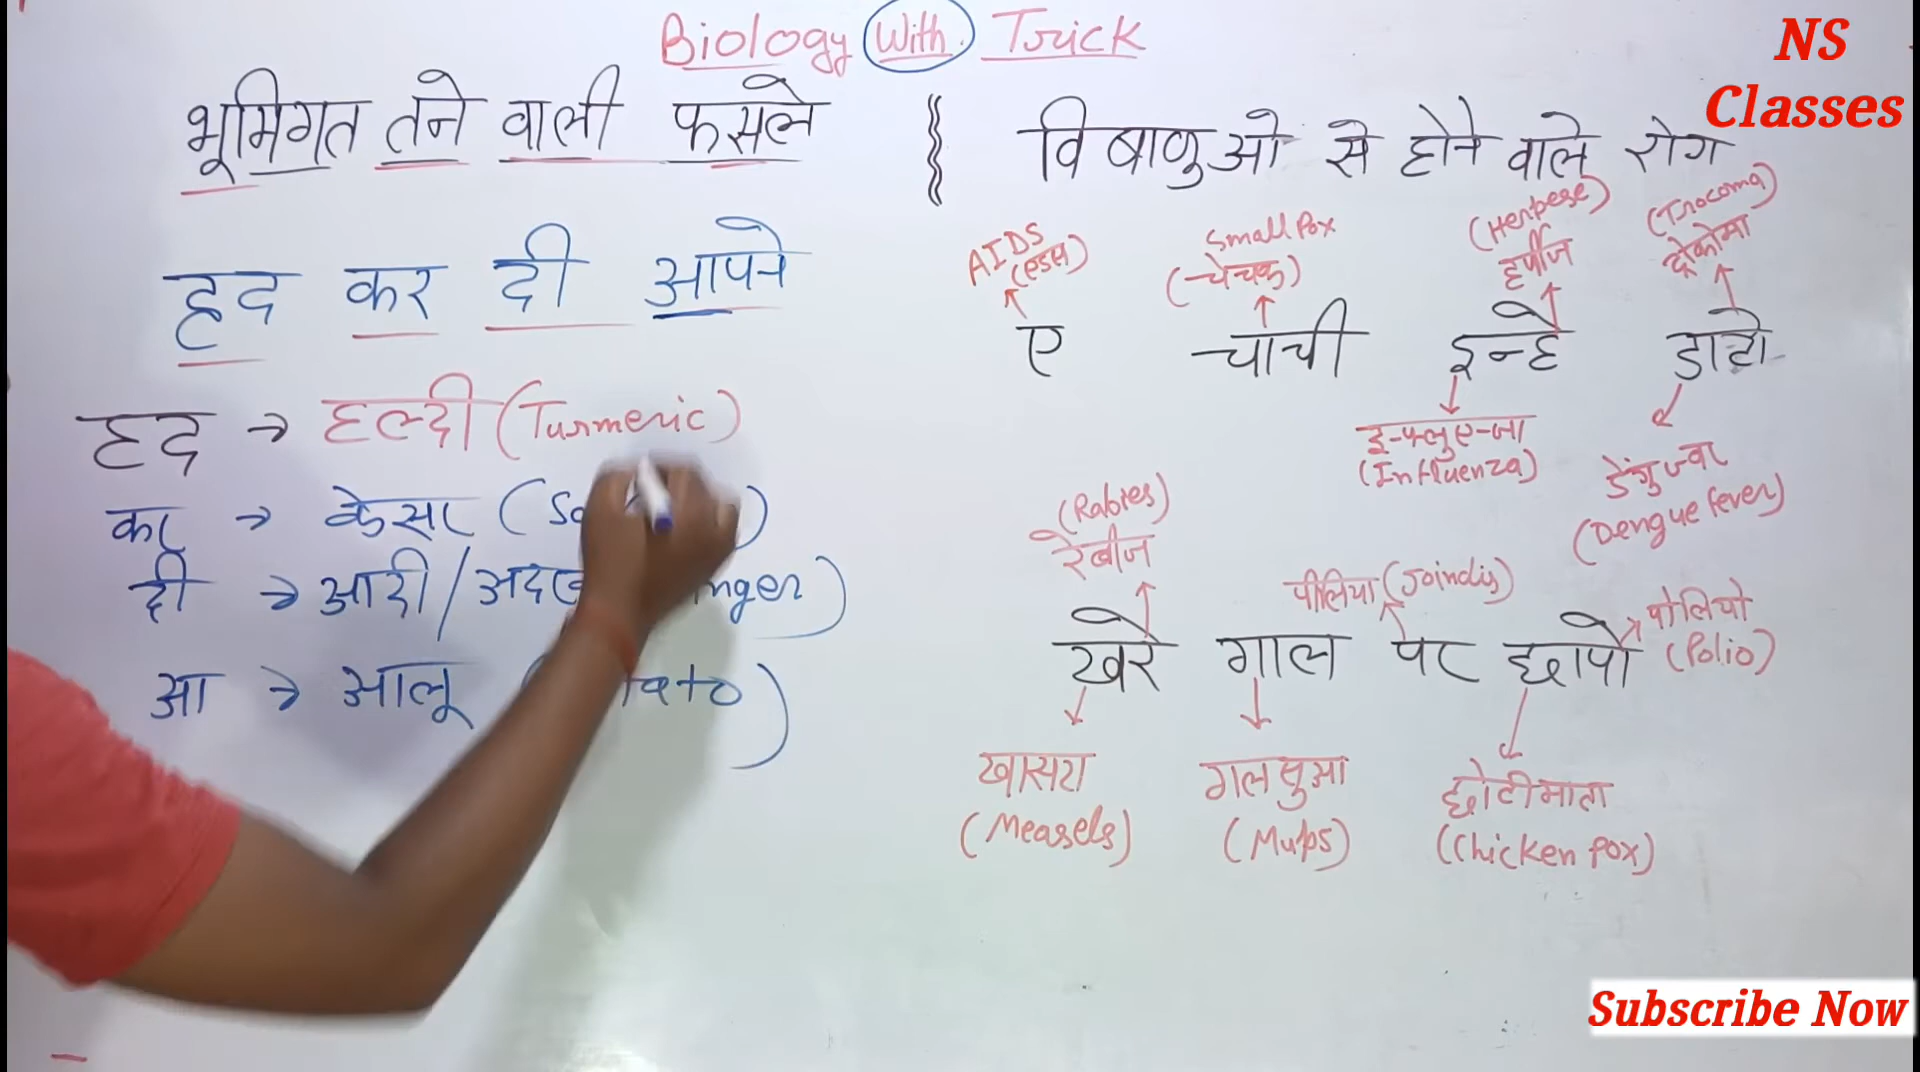 Biology With Trick
NS
Classes
भूमिगत तने वाली फसले
हद कर दी आपने
हद → हल्दी (Turmeric)
कर → केसर (
दी → आदी / अदरक
आ → आलू
विषाणुओ से होने वाले रोग
AIDS
(एड्स)
Small Pox
(चेचक)
(Herpese)
हर्पीज
(Trocoma)
ट्रोकोमा
ए चाची इन्हे डाटो
इन्फ्लुएन्जा
(Influenza)
डेंगु ज्वर
(Dengue fever)
(Rabies)
रेबीज
पीलिया (Joindis)
पोलियो
(Polio)
खरे गाल पर छापो
खासरा
(Measels)
गलसुआ
(Mumps)
छोटी माता
(Chicken pox)
Subscribe Now